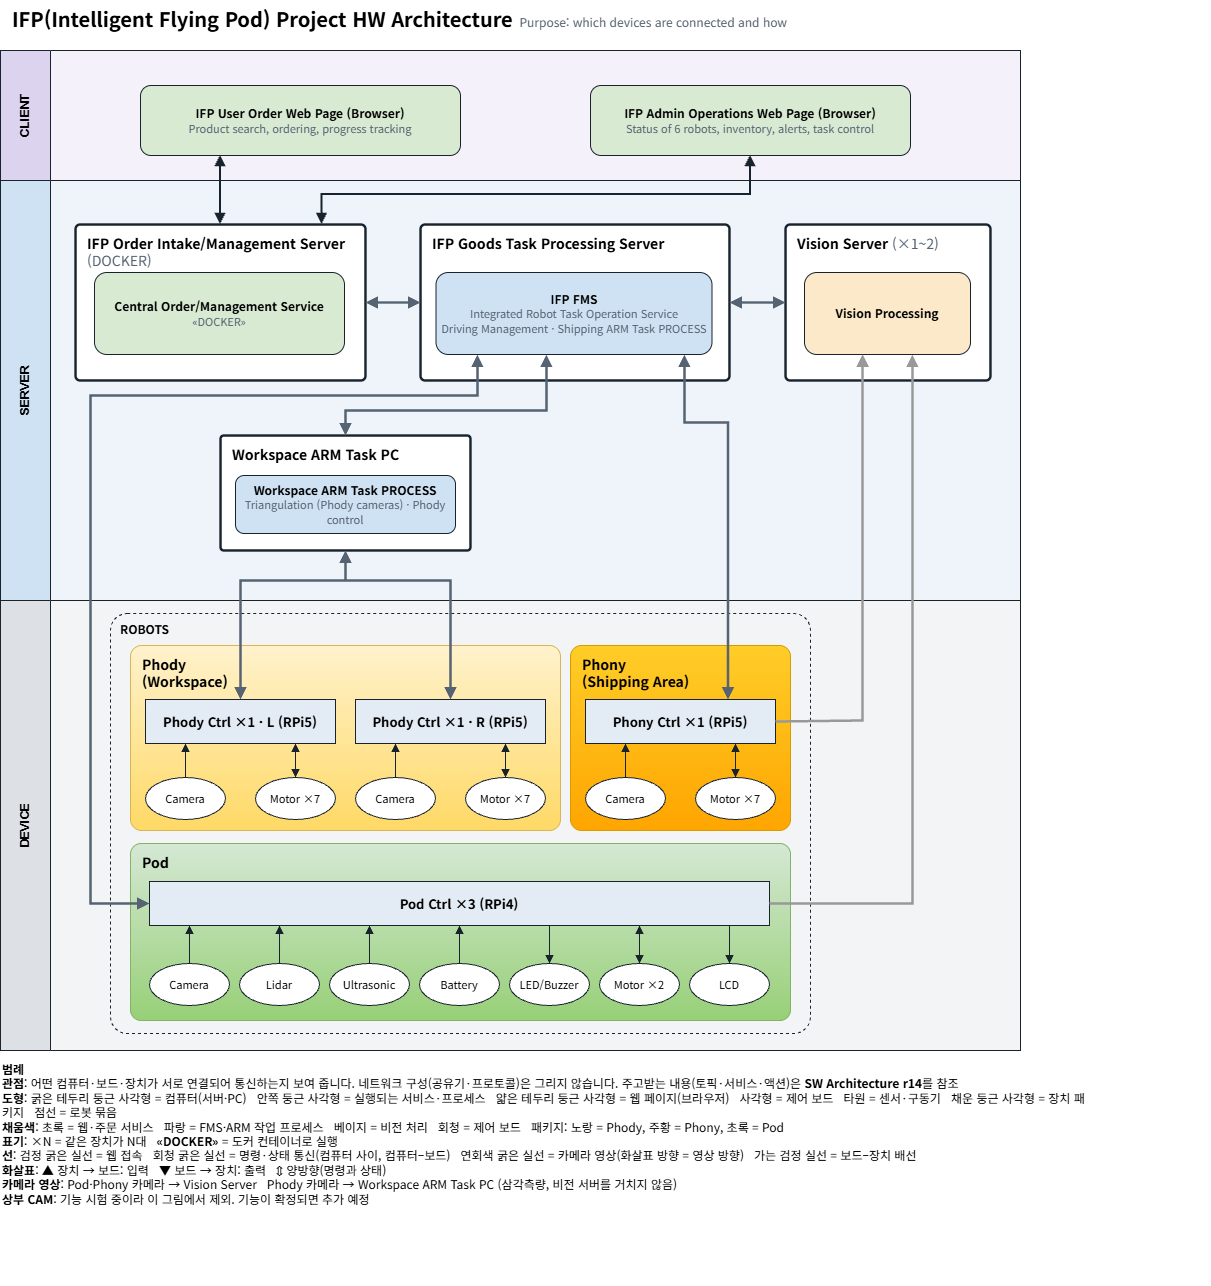 IFP(Intelligent Flying Pod) Project HW Architecture Purpose: which devices are connected and how
CLIENT
IFP User Order Web Page (Browser)
Product search, ordering, progress tracking
IFP Admin Operations Web Page (Browser)
Status of 6 robots, inventory, alerts, task control
SERVER
IFP Order Intake/Management Server
(DOCKER)
Central Order/Management Service
«DOCKER»
IFP Goods Task Processing Server
IFP FMS
Integrated Robot Task Operation Service
Driving Management · Shipping ARM Task PROCESS
Vision Server (×1~2)
Vision Processing
Workspace ARM Task PC
Workspace ARM Task PROCESS
Triangulation (Phody cameras) · Phody
control
DEVICE
ROBOTS
Phody
(Workspace)
Phody Ctrl ×1 · L (RPi5)
Phody Ctrl ×1 · R (RPi5)
Camera
Motor ×7
Camera
Motor ×7
Phony
(Shipping Area)
Phony Ctrl ×1 (RPi5)
Camera
Motor ×7
Pod
Pod Ctrl ×3 (RPi4)
Camera
Lidar
Ultrasonic
Battery
LED/Buzzer
Motor ×2
LCD
범례
관점: 어떤 컴퓨터·보드·장치가 서로 연결되어 통신하는지 보여 줍니다. 네트워크 구성(공유기·프로토콜)은 그리지 않습니다. 주고받는 내용(토픽·서비스·액션)은 SW Architecture r14를 참조
도형: 굵은 테두리 둥근 사각형 = 컴퓨터(서버·PC) 안쪽 둥근 사각형 = 실행되는 서비스·프로세스 얇은 테두리 둥근 사각형 = 웹 페이지(브라우저) 사각형 = 제어 보드 타원 = 센서·구동기 채운 둥근 사각형 = 장치 패
키지 점선 = 로봇 묶음
채움색: 초록 = 웹·주문 서비스 파랑 = FMS·ARM 작업 프로세스 베이지 = 비전 처리 회청 = 제어 보드 패키지: 노랑 = Phody, 주황 = Phony, 초록 = Pod
표기: ×N = 같은 장치가 N대 «DOCKER» = 도커 컨테이너로 실행
선: 검정 굵은 실선 = 웹 접속 회청 굵은 실선 = 명령·상태 통신(컴퓨터 사이, 컴퓨터–보드) 연회색 굵은 실선 = 카메라 영상(화살표 방향 = 영상 방향) 가는 검정 실선 = 보드–장치 배선
화살표: ▲ 장치 → 보드: 입력 ▼ 보드 → 장치: 출력 ⇕ 양방향(명령과 상태)
카메라 영상: Pod·Phony 카메라 → Vision Server Phody 카메라 → Workspace ARM Task PC (삼각측량, 비전 서버를 거치지 않음)
상부 CAM: 기능 시험 중이라 이 그림에서 제외. 기능이 확정되면 추가 예정